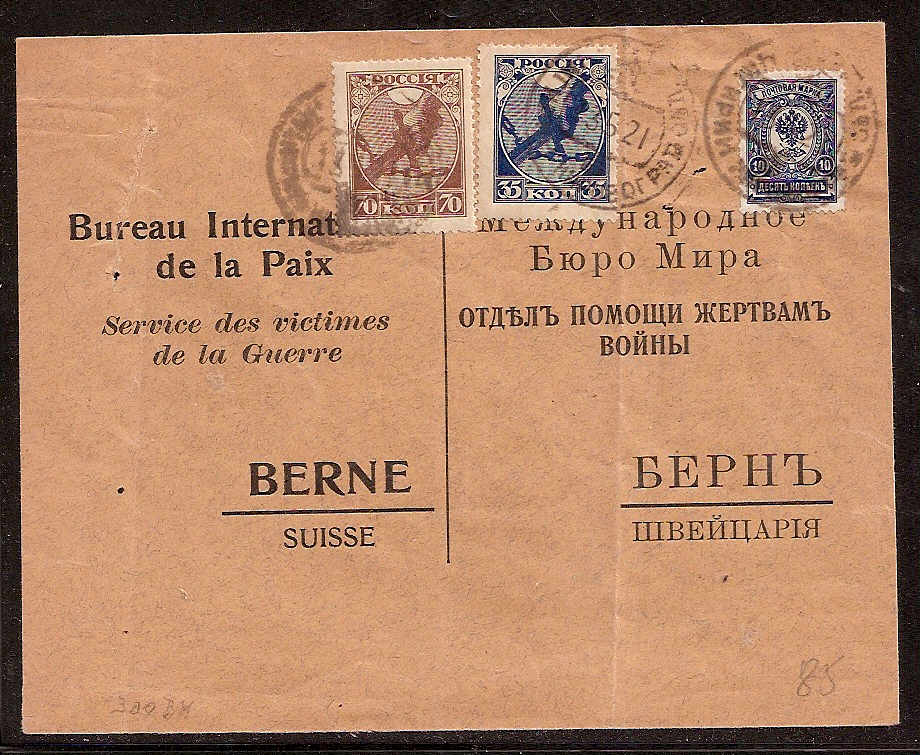 РОССІЯ
70 КОП 70
РОССІЯ
35 КОП 35
ПОЧТОВАЯ МАРКА
10 10
ДЕСЯТЬ КОПѢЕКЪ
21
Bureau
de la Paix
Service des victimes
de la Guerre
BERNE
SUISSE
Международное
Бюро Мира
ОТДѢЛЪ ПОМОЩИ ЖЕРТВАМЪ
ВОЙНЫ
БЕРНЪ
ШВЕЙЦАРІЯ
85